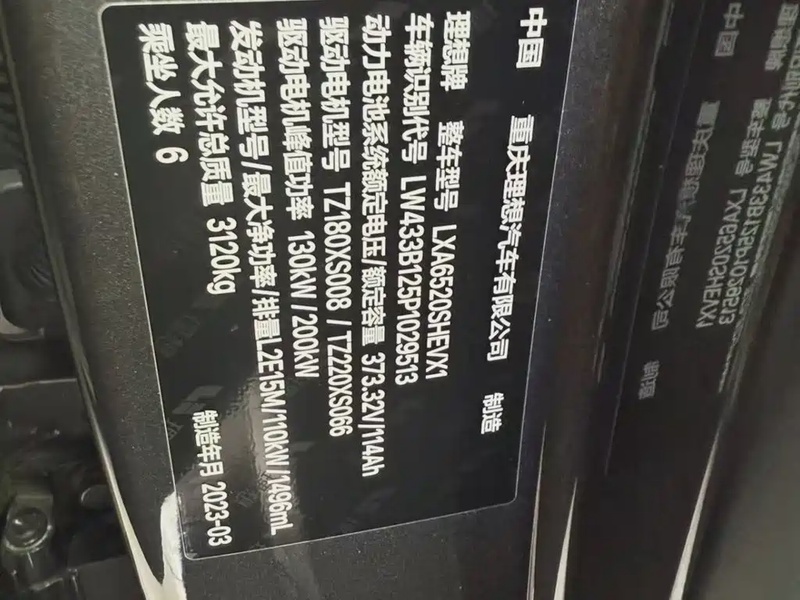 中国 重庆理想汽车有限公司 制造
理想牌 整车型号 LXA6520SHEVX1
车辆识别代号 LW433B125P1029513
动力电池系统额定电压/额定容量 373.32V/114Ah
驱动电机型号 TZ180XS008 / TZ220XS066
驱动电机峰值功率 130kW / 200kW
发动机型号/最大净功率/排量L2E15M/110kW/1496mL
最大允许总质量 3120kg
乘坐人数 6 制造年月 2023-03